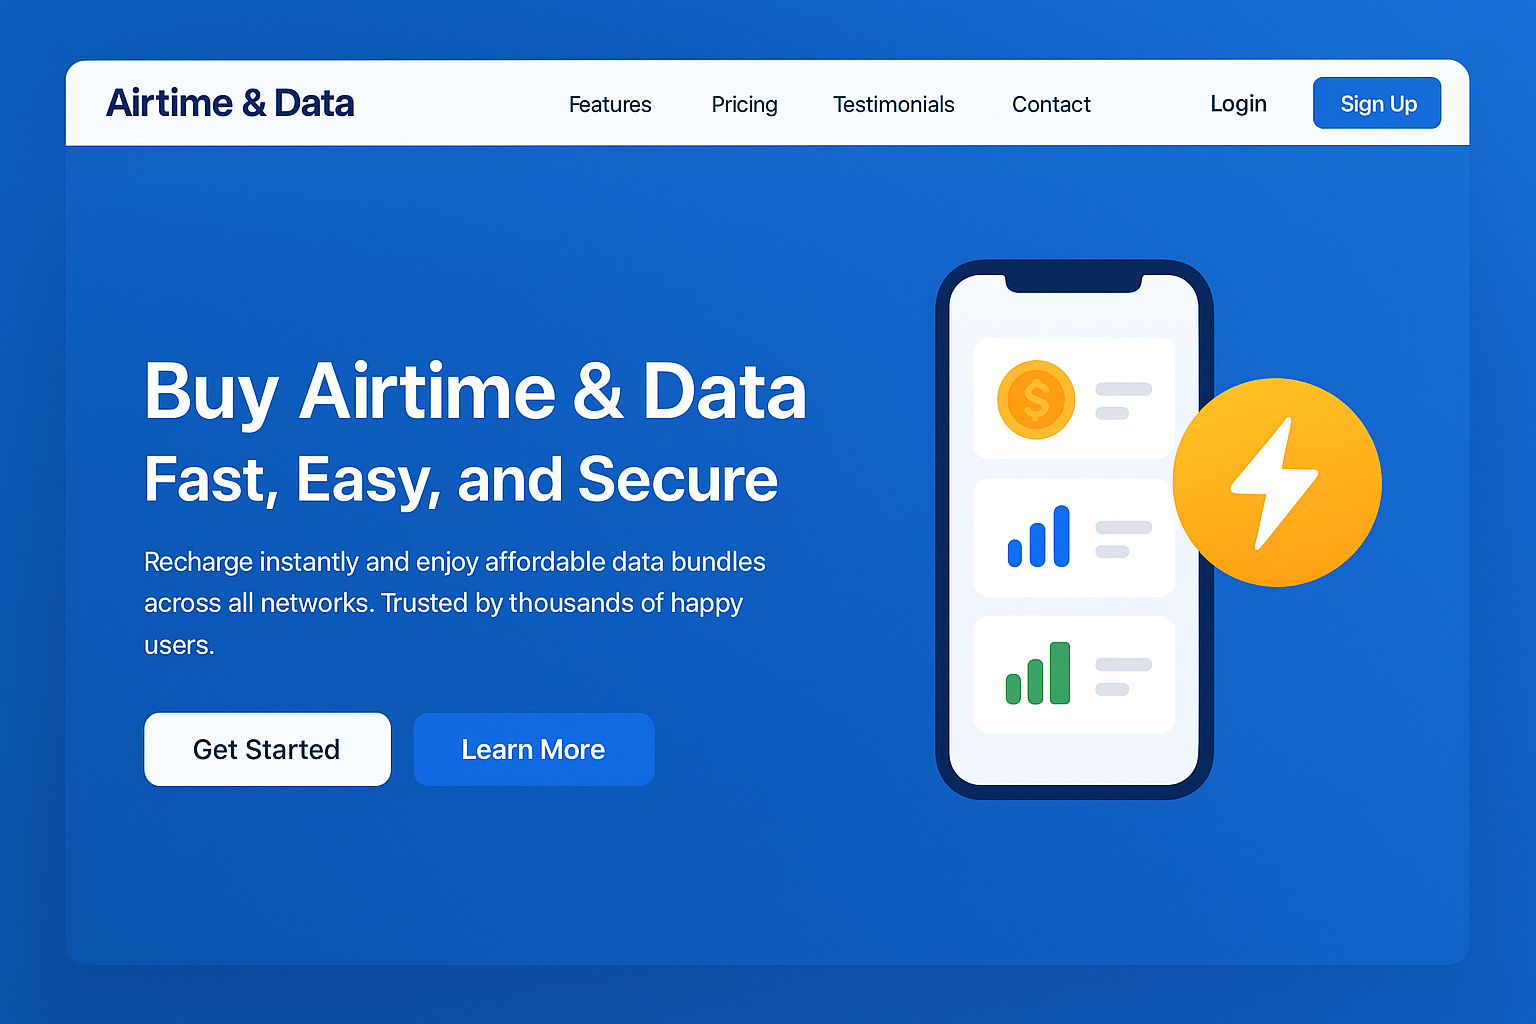 Airtime & Data
Features
Pricing
Testimonials
Contact
Login
Sign Up
Buy Airtime & Data
Fast, Easy, and Secure
Recharge instantly and enjoy affordable data bundles
across all networks. Trusted by thousands of happy
users.
Get Started
Learn More
$